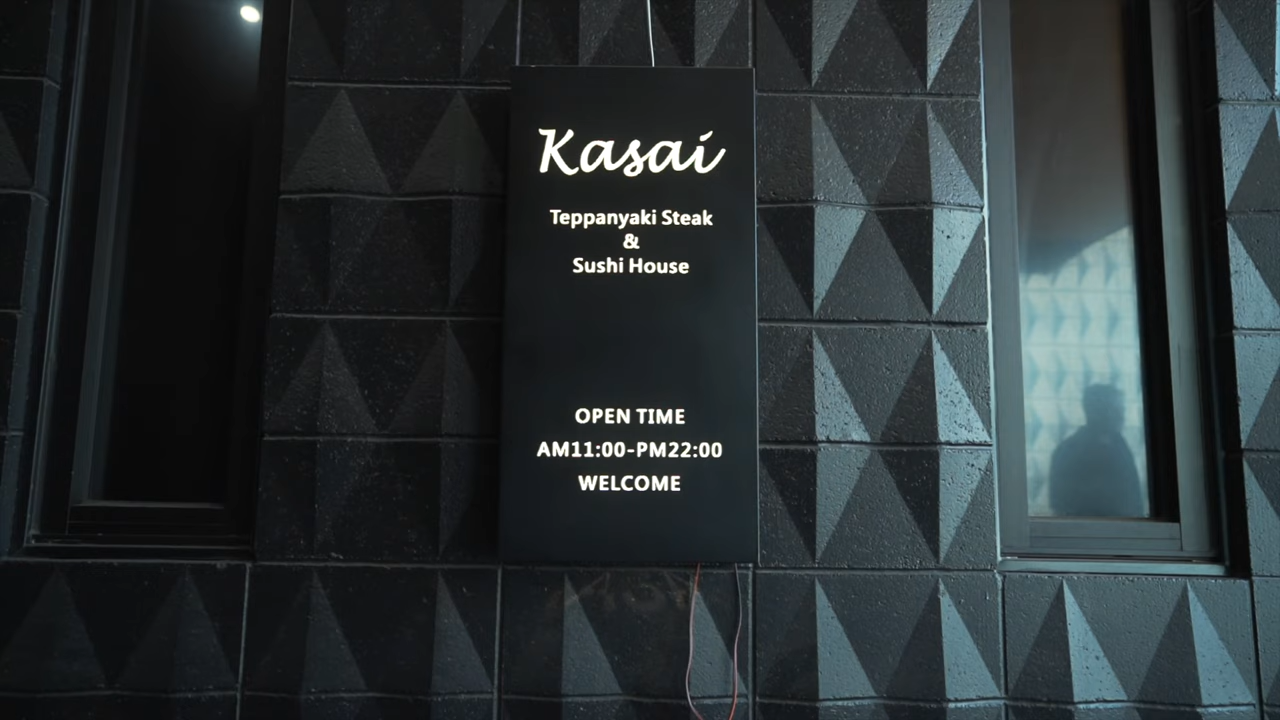 Kasai
Teppanyaki Steak
&
Sushi House
OPEN TIME
AM11:00-PM22:00
WELCOME